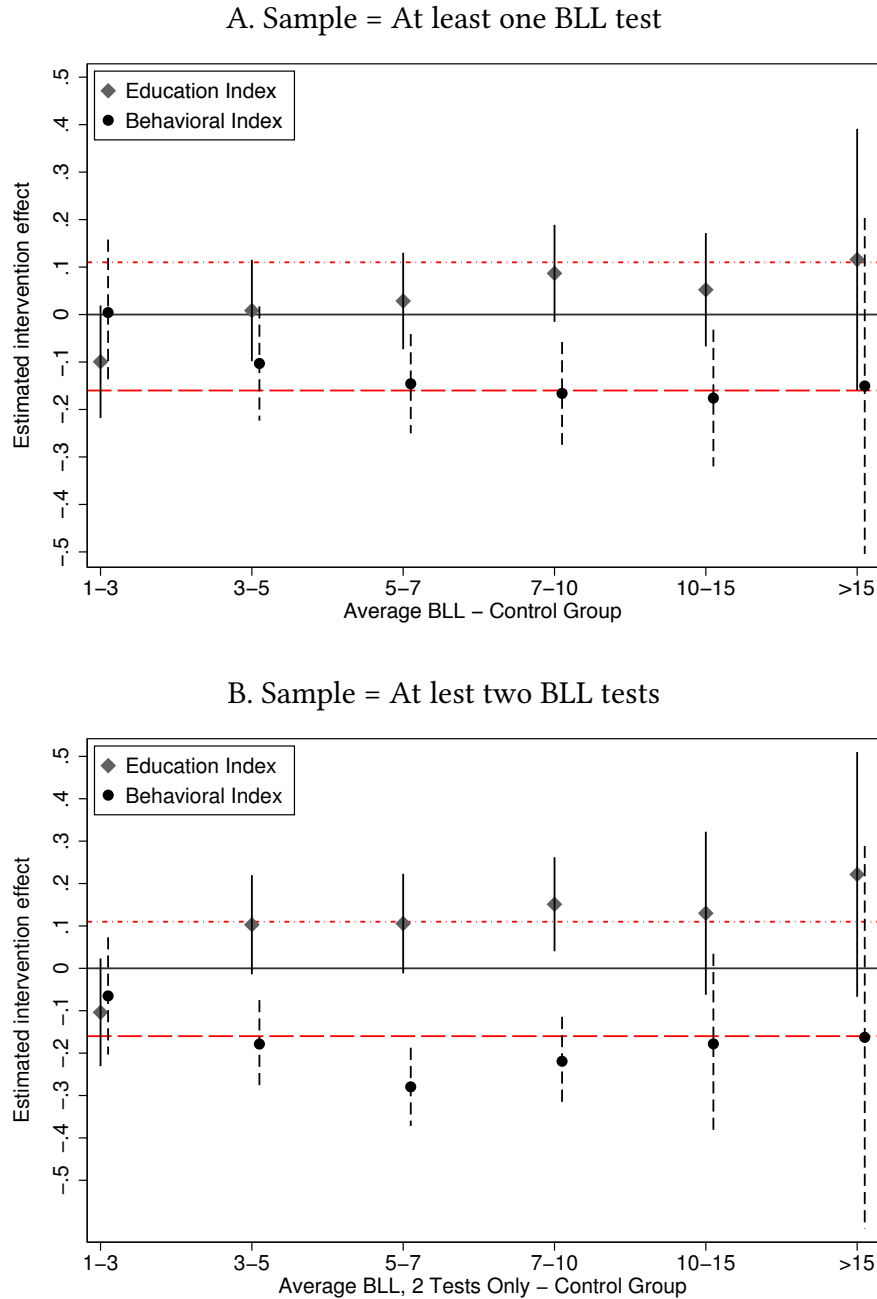 A. Sample = At least one BLL test
Education Index
Behavioral Index
Estimated intervention effect
.5
.4
.3
.2
.1
0
-.1
-.2
-.3
-.4
-.5
1−3 3−5 5−7 7−10 10−15 >15
Average BLL − Control Group
B. Sample = At lest two BLL tests
Education Index
Behavioral Index
Estimated intervention effect
.5
.4
.3
.2
.1
0
-.1
-.2
-.3
-.4
-.5
1−3 3−5 5−7 7−10 10−15 >15
Average BLL, 2 Tests Only − Control Group